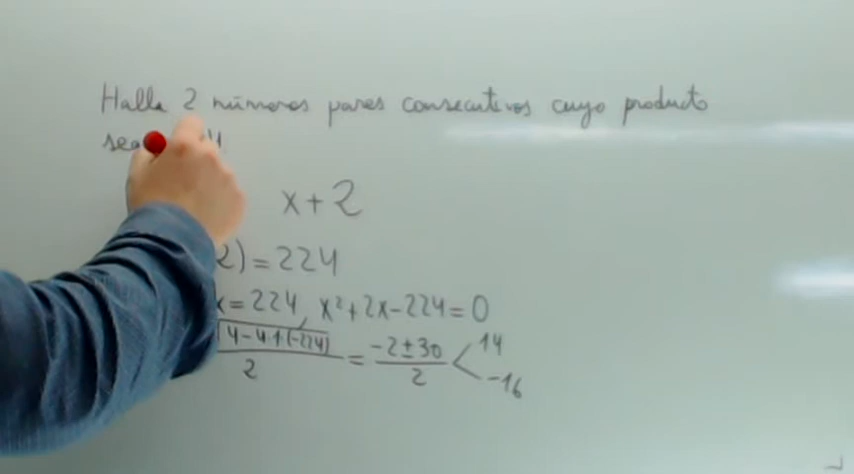 Halla 2 números pares consecutivos cuyo producto
sea
x+2
2)=224
x=224, x²+2x-224=0
√4-4·1·(-224)
2
= -2±30 / 2 < 14
-16